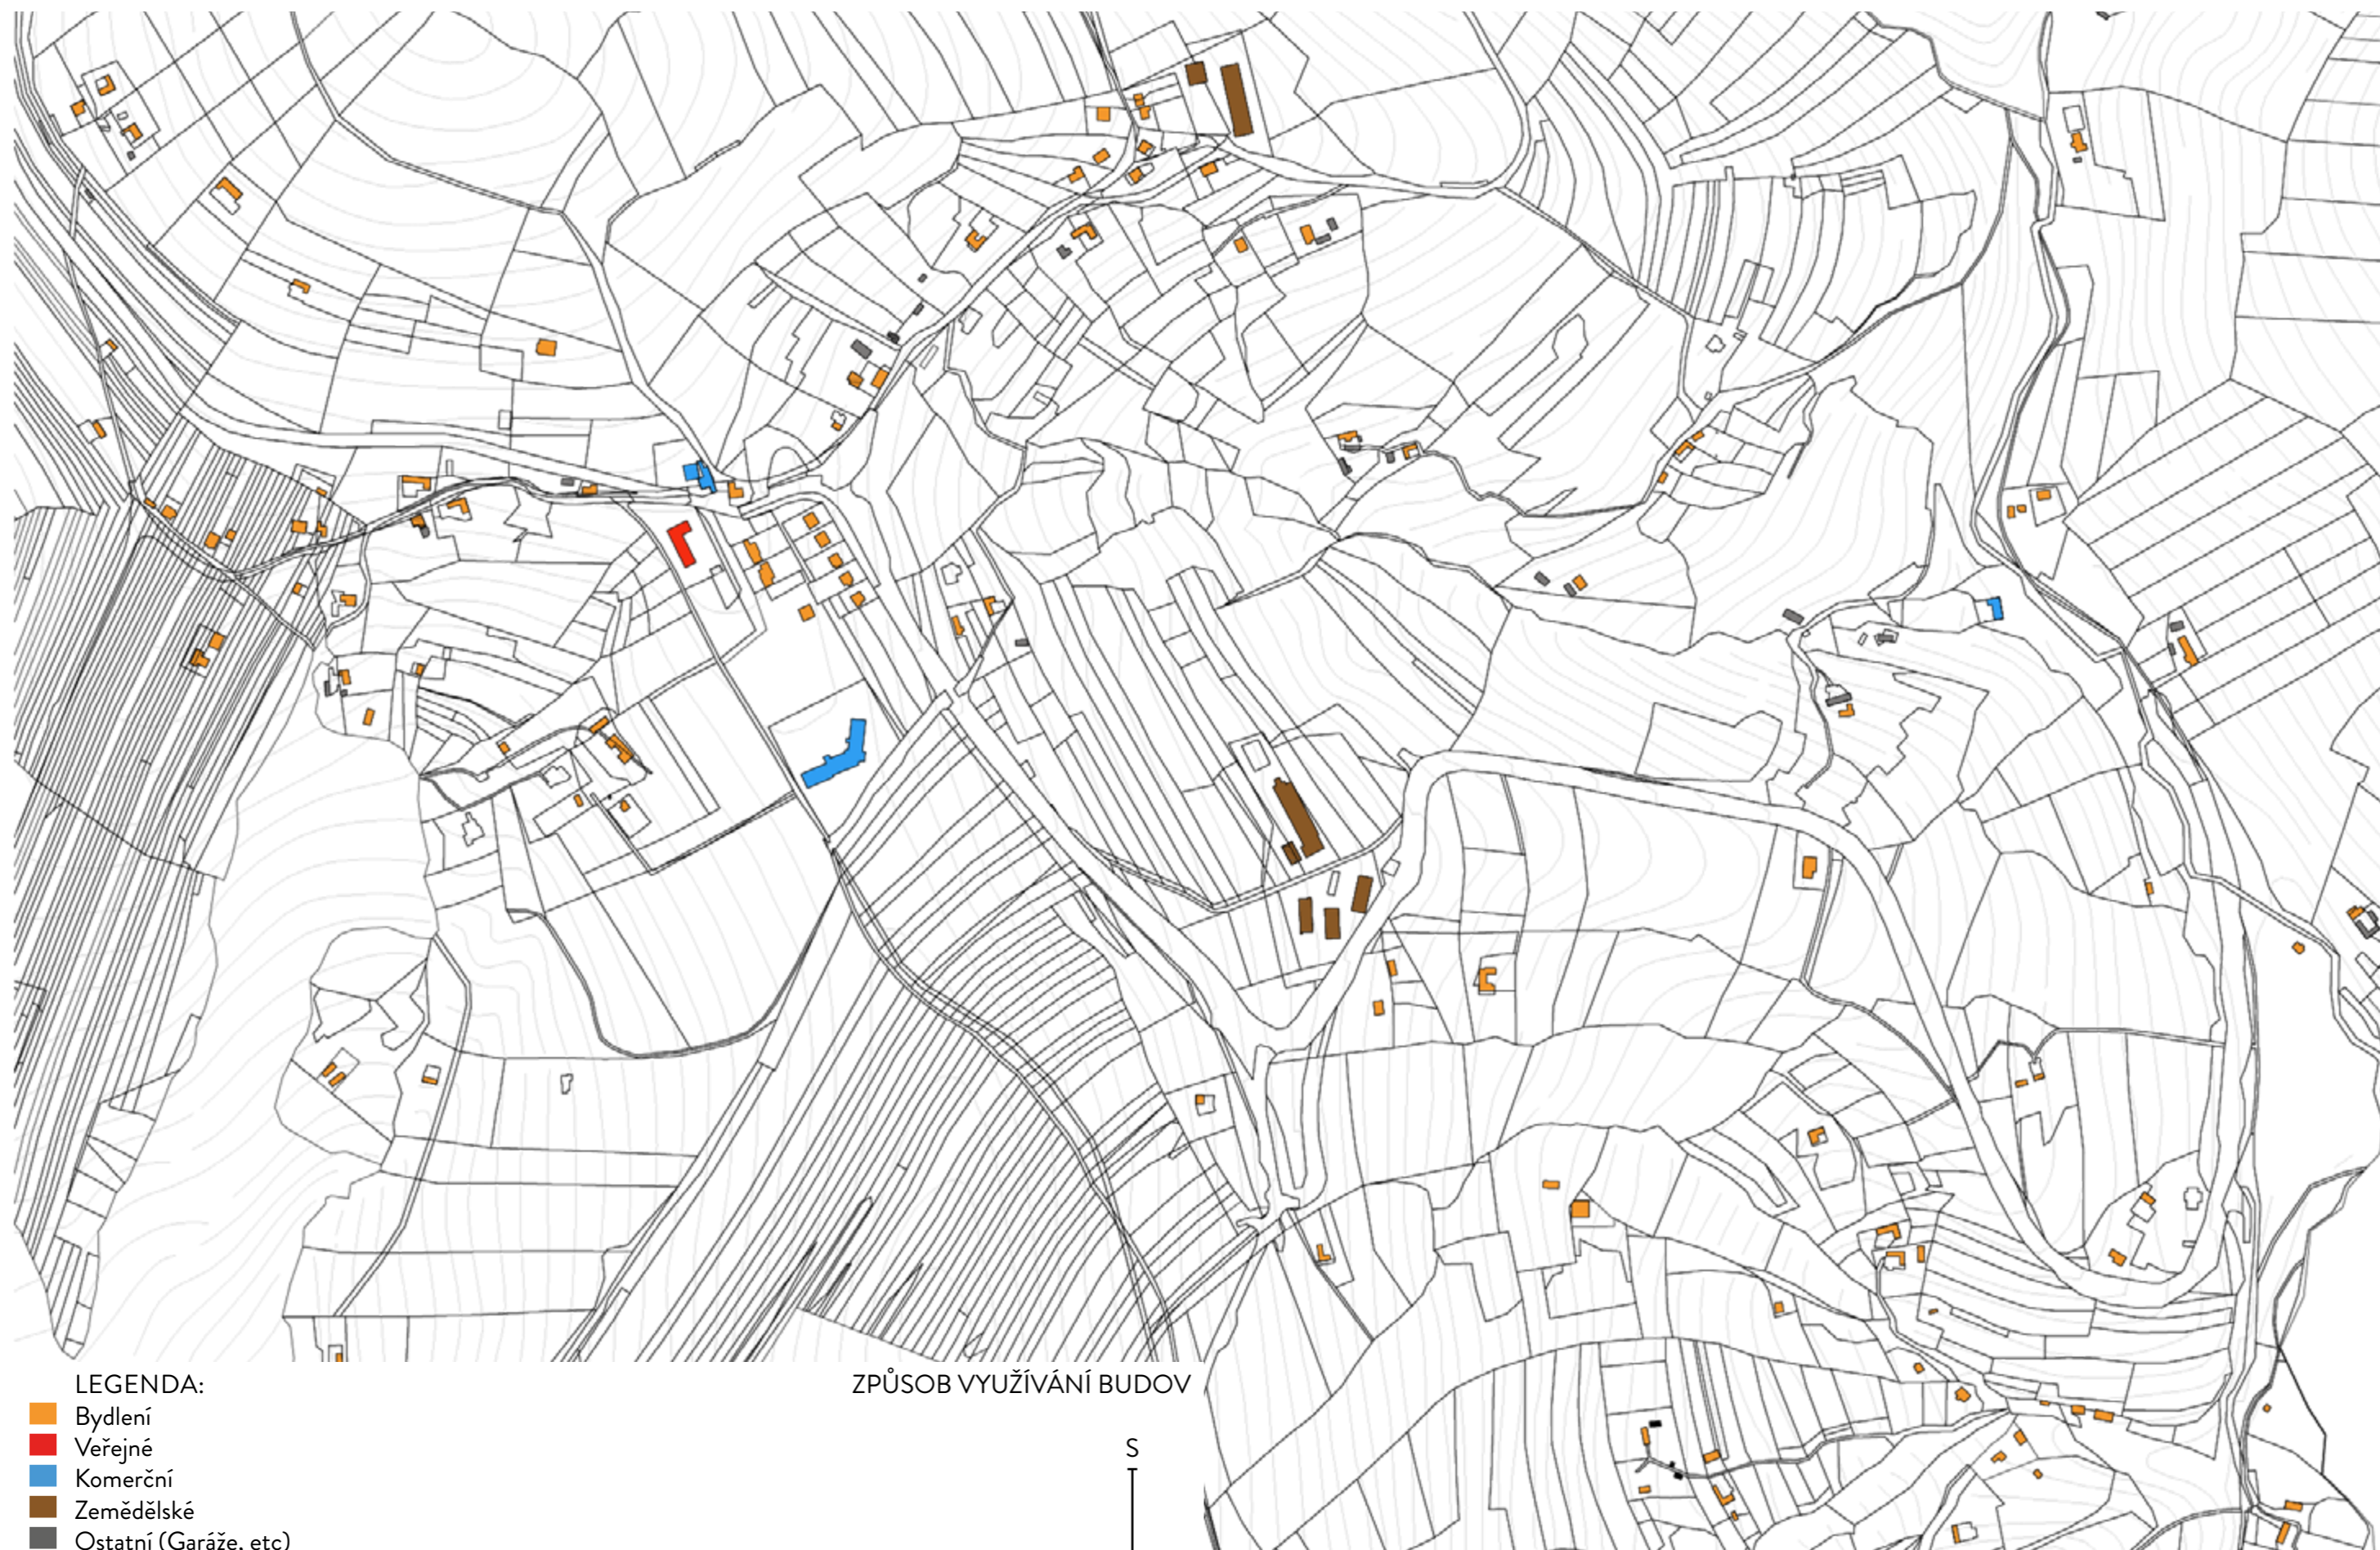 LEGENDA:
Bydlení
Veřejné
Komerční
Zemědělské
Ostatní (Garáže, etc)
ZPŮSOB VYUŽÍVÁNÍ BUDOV
S